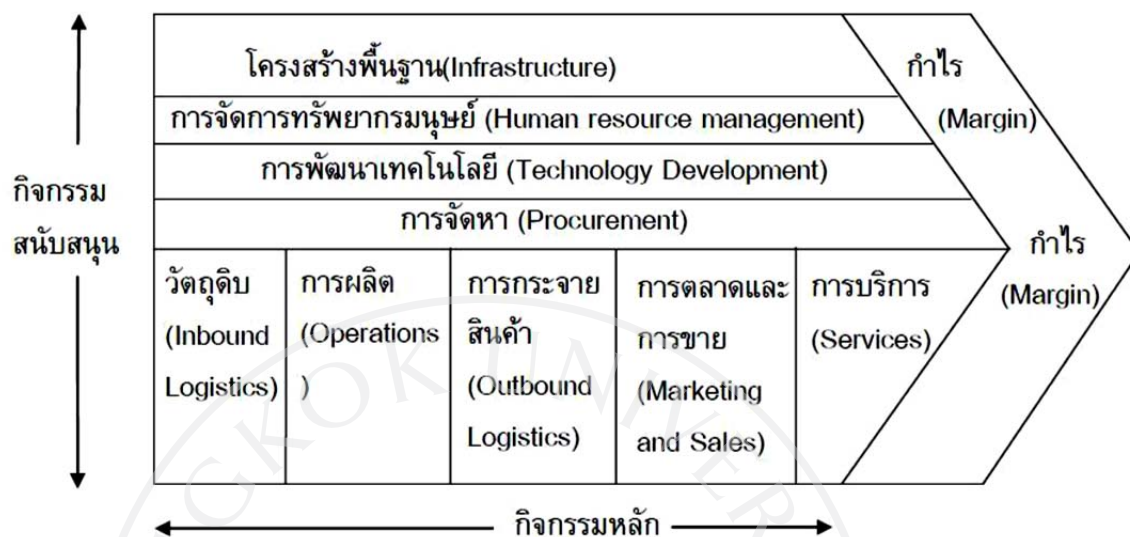 โครงสร้างพื้นฐาน(Infrastructure)
การจัดการทรัพยากรมนุษย์ (Human resource management)
การพัฒนาเทคโนโลยี (Technology Development)
การจัดหา (Procurement)
กำไร
(Margin)
กำไร
(Margin)
กิจกรรม
สนับสนุน
วัตถุดิบ
(Inbound
Logistics)
การผลิต
(Operations
)
การกระจาย
สินค้า
(Outbound
Logistics)
การตลาดและ
การขาย
(Marketing
and Sales)
การบริการ
(Services)
กิจกรรมหลัก
GKOK UNIVER